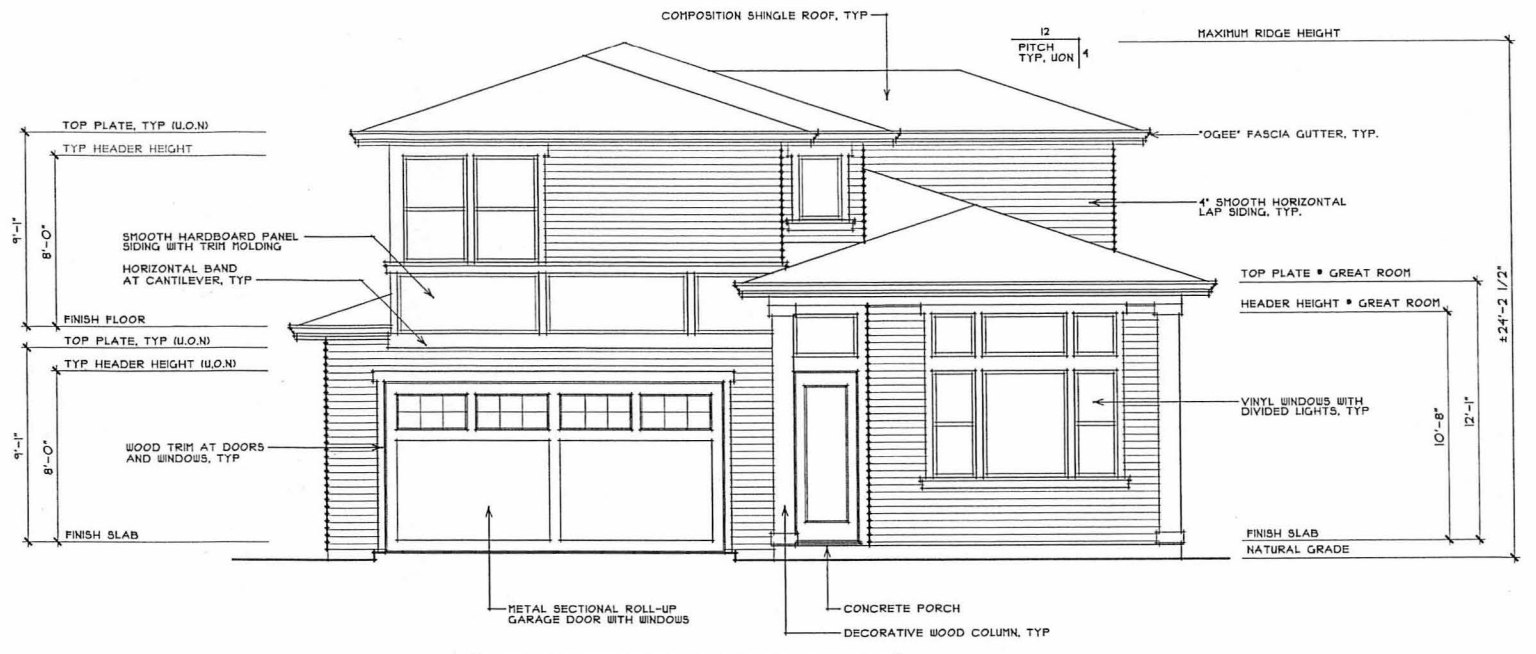 COMPOSITION SHINGLE ROOF, TYP
12
PITCH
TYP, UON
4
MAXIMUM RIDGE HEIGHT
TOP PLATE, TYP (U.O.N)
TYP HEADER HEIGHT
"OGEE" FASCIA GUTTER, TYP.
4" SMOOTH HORIZONTAL
LAP SIDING, TYP.
9'-1"
8'-0"
SMOOTH HARDBOARD PANEL
SIDING WITH TRIM MOLDING
HORIZONTAL BAND
AT CANTILEVER, TYP
TOP PLATE @ GREAT ROOM
HEADER HEIGHT @ GREAT ROOM
±24'-2 1/2"
FINISH FLOOR
TOP PLATE, TYP (U.O.N)
TYP HEADER HEIGHT (U.O.N)
VINYL WINDOWS WITH
DIVIDED LIGHTS, TYP
10'-8"
12'-1"
9'-1"
8'-0"
WOOD TRIM AT DOORS
AND WINDOWS, TYP
FINISH SLAB
FINISH SLAB
NATURAL GRADE
METAL SECTIONAL ROLL-UP
GARAGE DOOR WITH WINDOWS
CONCRETE PORCH
DECORATIVE WOOD COLUMN, TYP